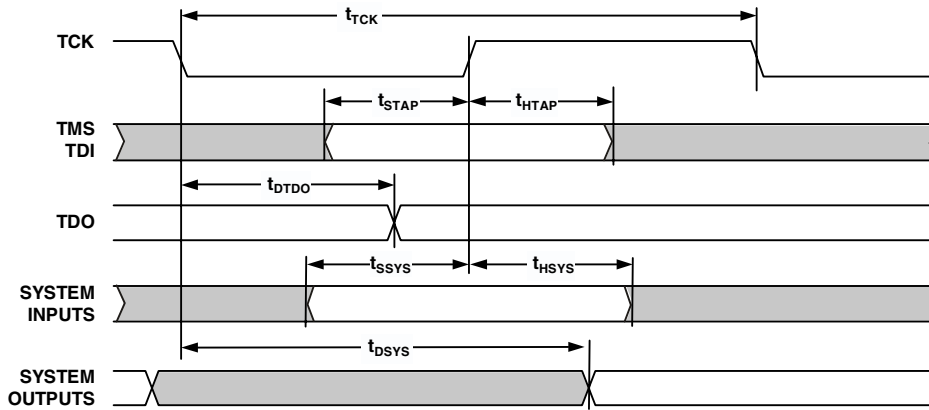 tTCK
TCK
tSTAP
tHTAP
TMS
TDI
tDTDO
TDO
tSSYS
tHSYS
SYSTEM
INPUTS
tDSYS
SYSTEM
OUTPUTS